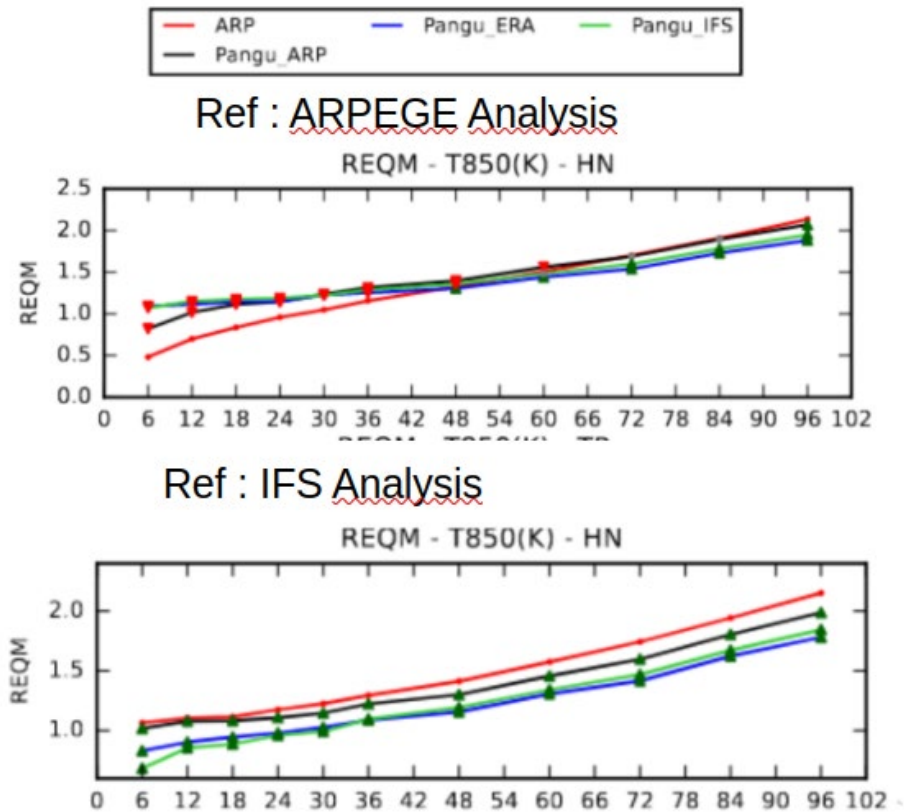 ARP Pangu_ERA Pangu_IFS
Pangu_ARP
Ref : ARPEGE Analysis
REQM - T850(K) - HN
2.5
2.0
1.5
1.0
0.5
0.0
REQM
0 6 12 18 24 30 36 42 48 54 60 66 72 78 84 90 96 102
REQM - T850(K) - TR
Ref : IFS Analysis
REQM - T850(K) - HN
2.0
1.5
1.0
REQM
0 6 12 18 24 30 36 42 48 54 60 66 72 78 84 90 96 102